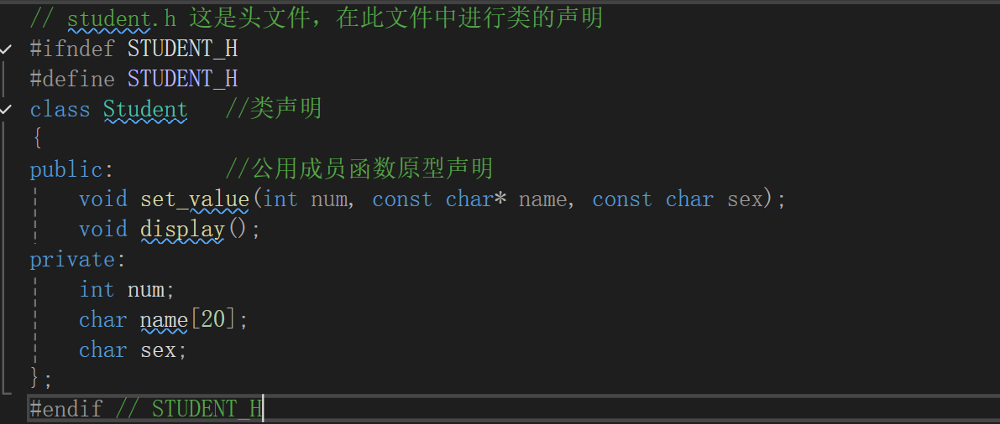 // student.h 这是头文件，在此文件中进行类的声明
#ifndef STUDENT_H
#define STUDENT_H
class Student   //类声明
{
public:         //公用成员函数原型声明
    void set_value(int num, const char* name, const char sex);
    void display();
private:
    int num;
    char name[20];
    char sex;
};
#endif // STUDENT_H